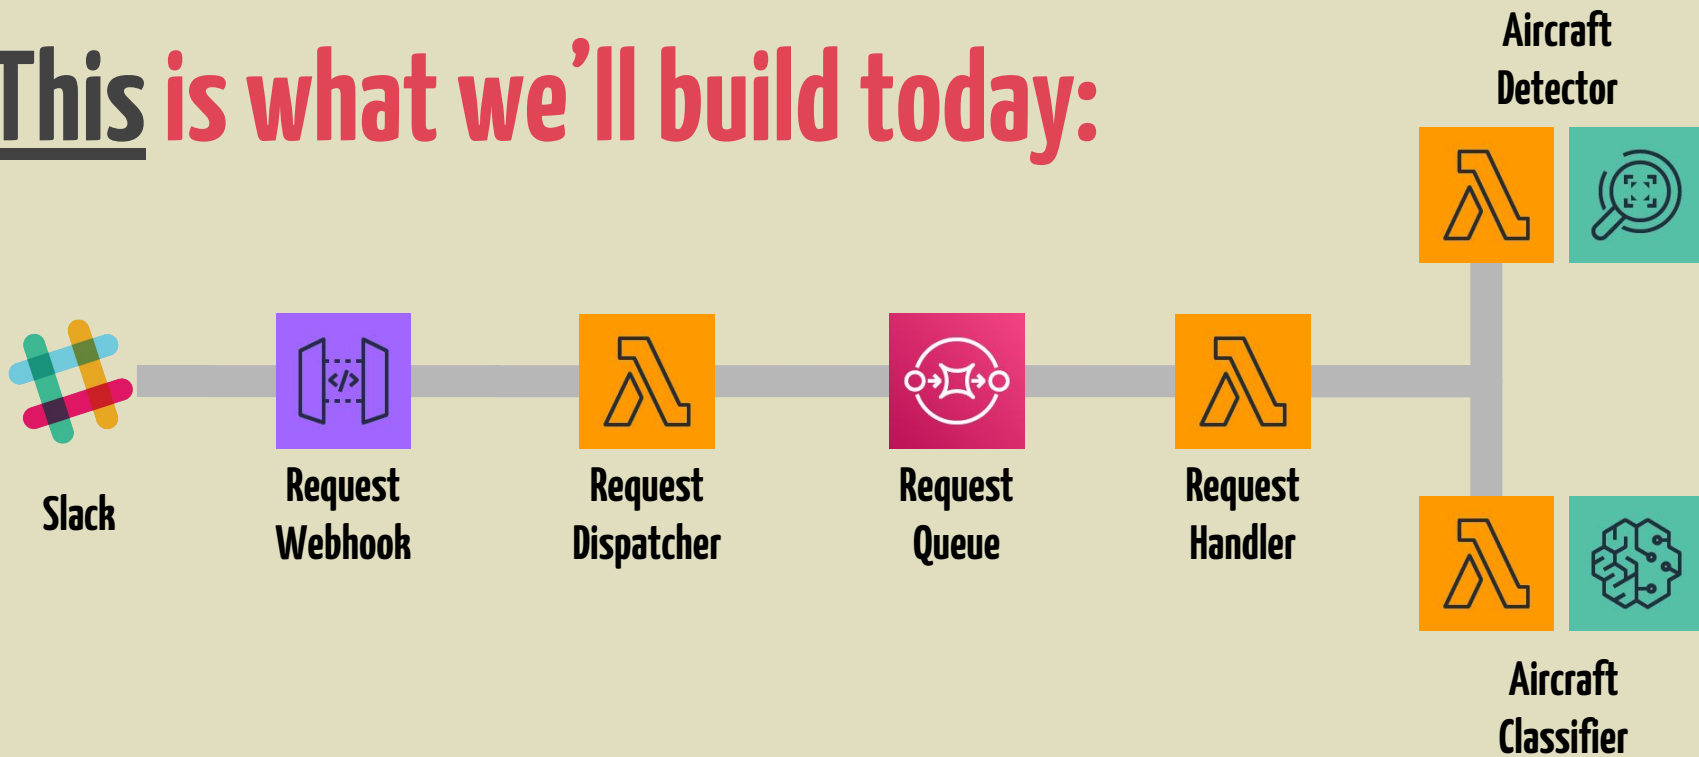 This is what we'll build today:
Aircraft
Detector
</>
Slack
Request
Webhook
Request
Dispatcher
Request
Queue
Request
Handler
Aircraft
Classifier